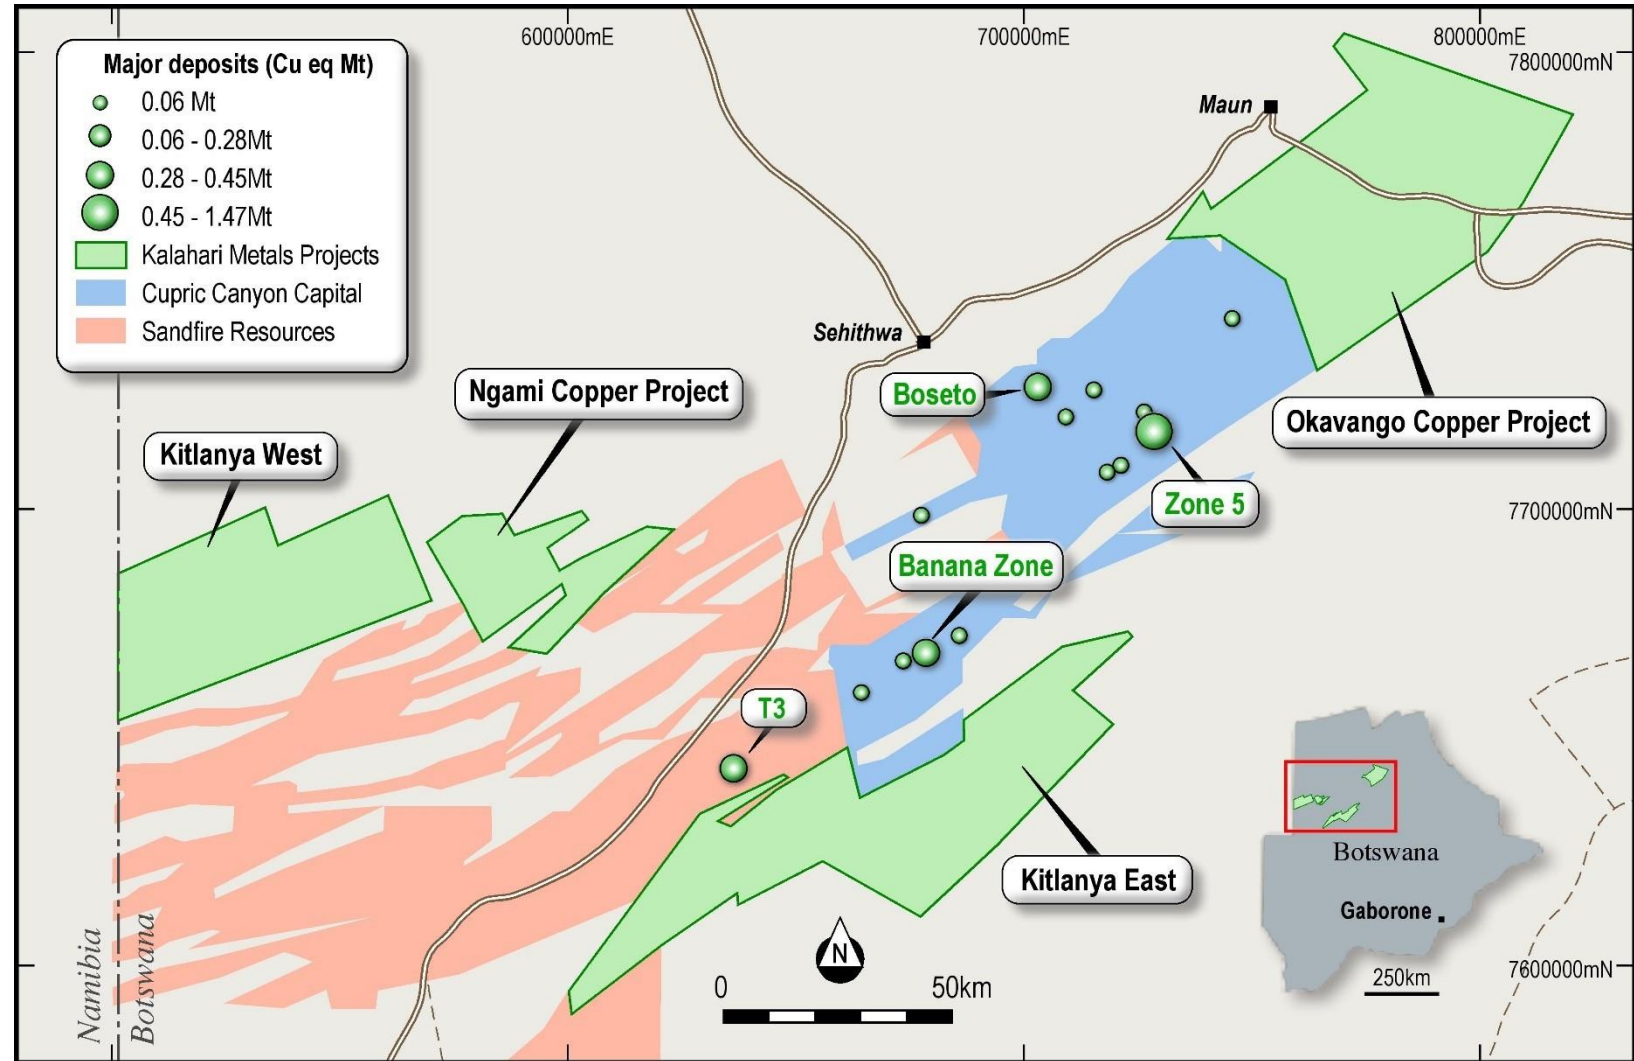 600000mE
700000mE
800000mE
7800000mN
Major deposits (Cu eq Mt)
0.06 Mt
0.06 - 0.28Mt
0.28 - 0.45Mt
0.45 - 1.47Mt
Kalahari Metals Projects
Cupric Canyon Capital
Sandfire Resources
Maun
Sehithwa
Boseto
Ngami Copper Project
Kitlanya West
Okavango Copper Project
Zone 5
7700000mN
Banana Zone
T3
Kitlanya East
Botswana
Gaborone
250km
7600000mN
N
0
50km
Namibia
Botswana